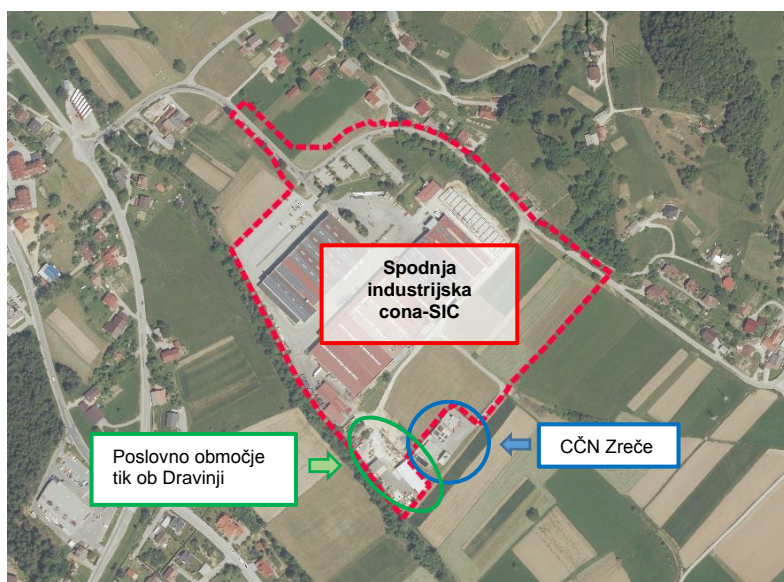 Spodnja
industrijska
cona-SIC
Poslovno območje
tik ob Dravinji
CČN Zreče